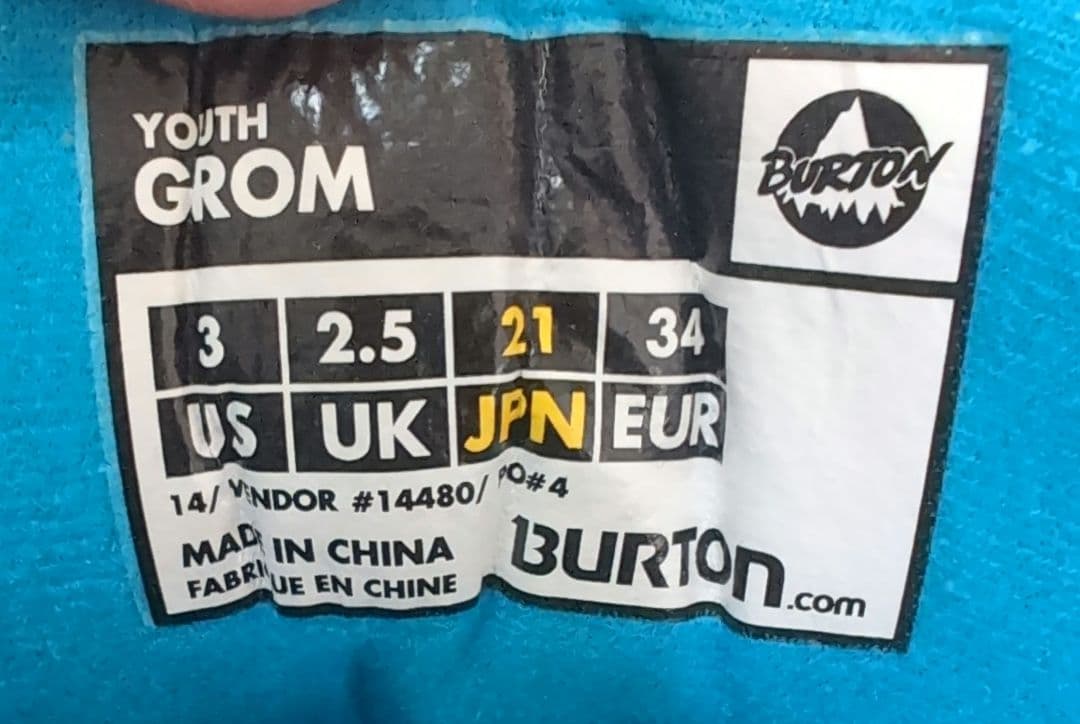 YOUTH
GROM
BURTON
3 2.5 21 34
US UK JPN EUR
14/ VENDOR #14480/ PO#4
MADE IN CHINA
FABRIQUE EN CHINE
BURTON.com